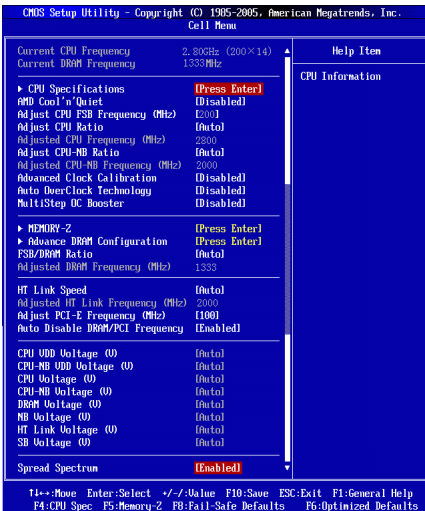 CMOS Setup Utility - Copyright (C) 1985-2005, American Megatrends, Inc.
Cell Menu
Current CPU Frequency 2.80GHz (200×14)
Current DRAM Frequency 1333MHz
Help Item
CPU Information
▶ CPU Specifications [Press Enter]
AMD Cool'n'Quiet [Disabled]
Adjust CPU FSB Frequency (MHz) [200]
Adjust CPU Ratio [Auto]
Adjusted CPU Frequency (MHz) 2800
Adjust CPU-NB Ratio [Auto]
Adjusted CPU-NB Frequency (MHz) 2000
Advanced Clock Calibration [Disabled]
Auto OverClock Technology [Disabled]
MultiStep OC Booster [Disabled]
▶ MEMORY-Z [Press Enter]
▶ Advance DRAM Configuration [Press Enter]
FSB/DRAM Ratio [Auto]
Adjusted DRAM Frequency (MHz) 1333
HT Link Speed [Auto]
Adjusted HT Link Frequency (MHz) 2000
Adjust PCI-E Frequency (MHz) [100]
Auto Disable DRAM/PCI Frequency [Enabled]
CPU VDD Voltage (V) [Auto]
CPU-NB VDD Voltage (V) [Auto]
CPU Voltage (V) [Auto]
CPU-NB Voltage (V) [Auto]
DRAM Voltage (V) [Auto]
NB Voltage (V) [Auto]
HT Link Voltage (V) [Auto]
SB Voltage (V) [Auto]
Spread Spectrum [Enabled]
↑↓←→:Move Enter:Select +/-/:Value F10:Save ESC:Exit F1:General Help
F4:CPU Spec F5:Memory-Z F8:Fail-Safe Defaults F6:Optimized Defaults